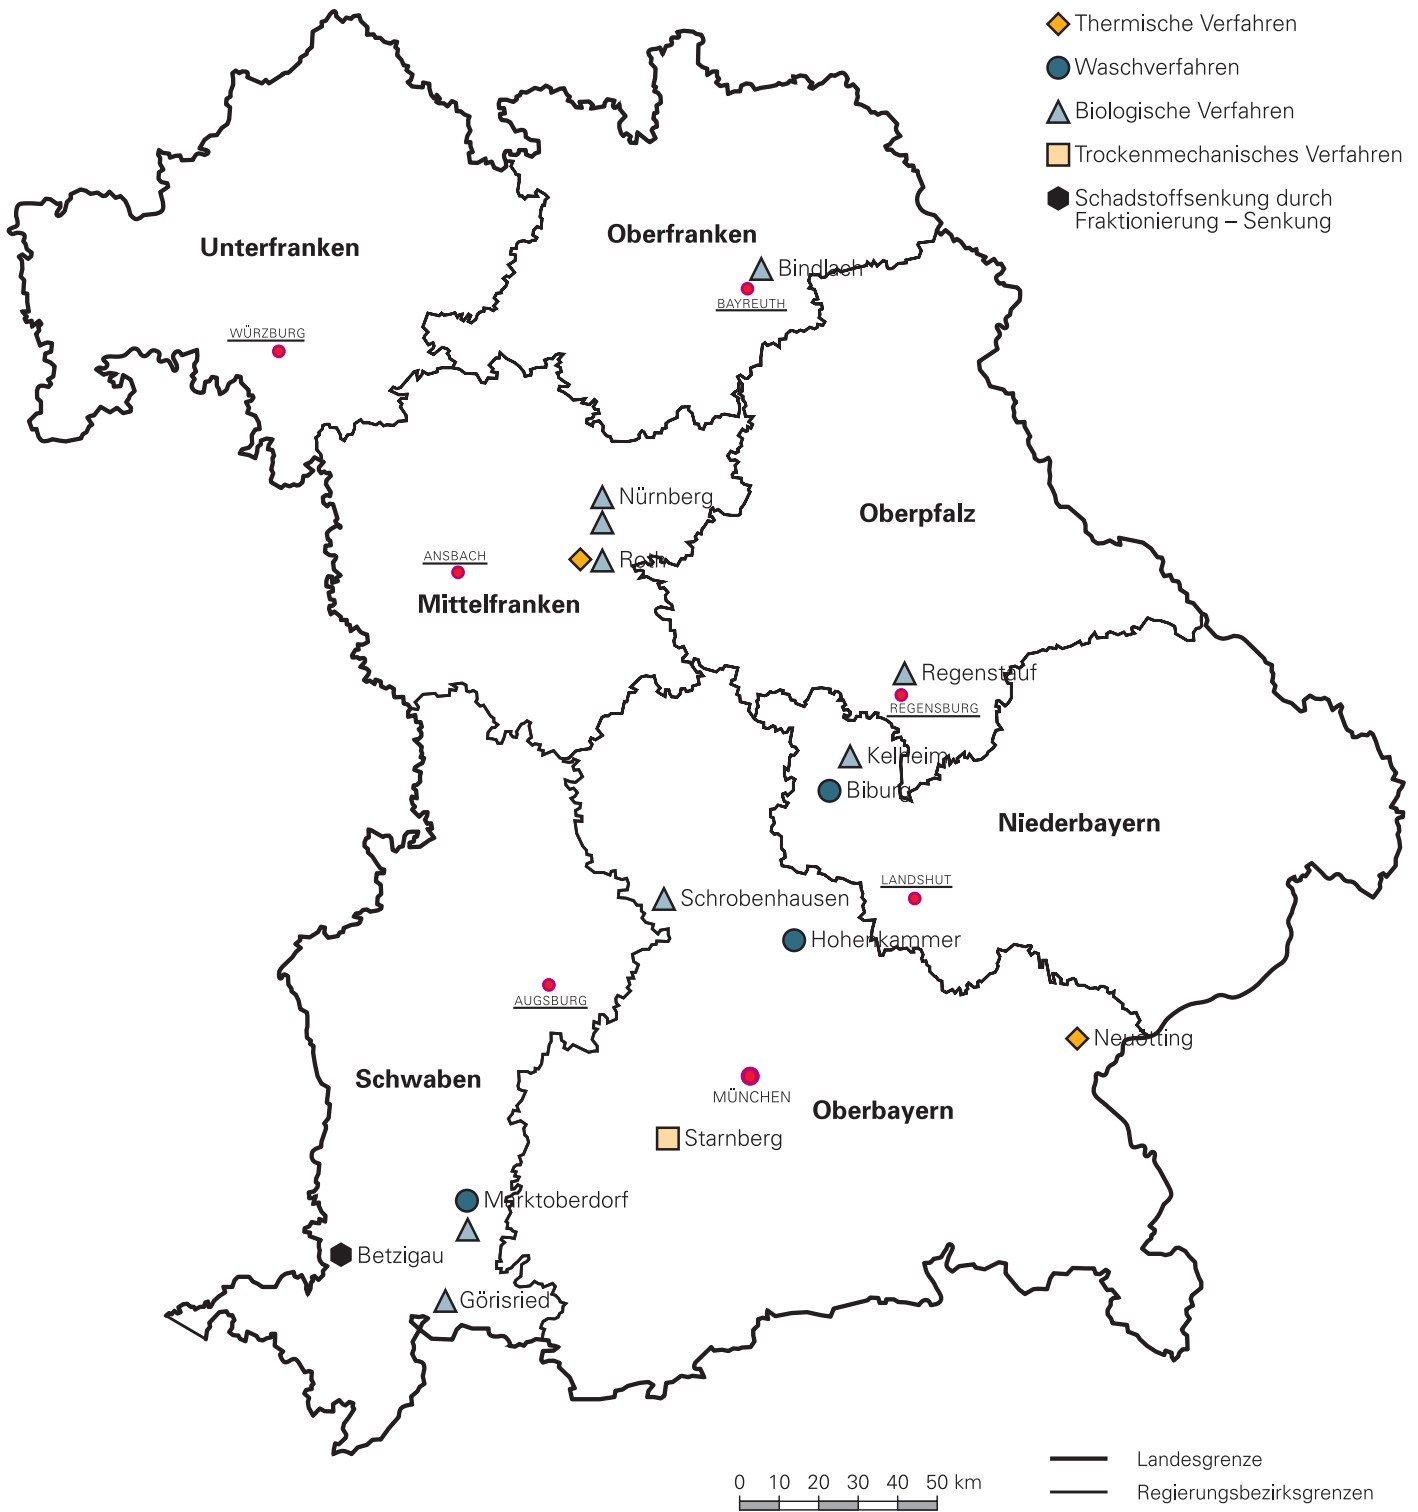 Thermische Verfahren
Waschverfahren
Biologische Verfahren
Trockenmechanisches Verfahren
Schadstoffsenkung durch
Fraktionierung – Senkung
Unterfranken
Oberfranken
Bindlach
BAYREUTH
WÜRZBURG
Nürnberg
Oberpfalz
ANSBACH
Roth
Mittelfranken
Regenstauf
REGENSBURG
Kelheim
Biburg
Niederbayern
LANDSHUT
Schrobenhausen
Hohenkammer
AUGSBURG
Neuötting
Schwaben
MÜNCHEN
Oberbayern
Starnberg
Marktoberdorf
Betzigau
Görisried
Landesgrenze
0 10 20 30 40 50 km
Regierungsbezirksgrenzen